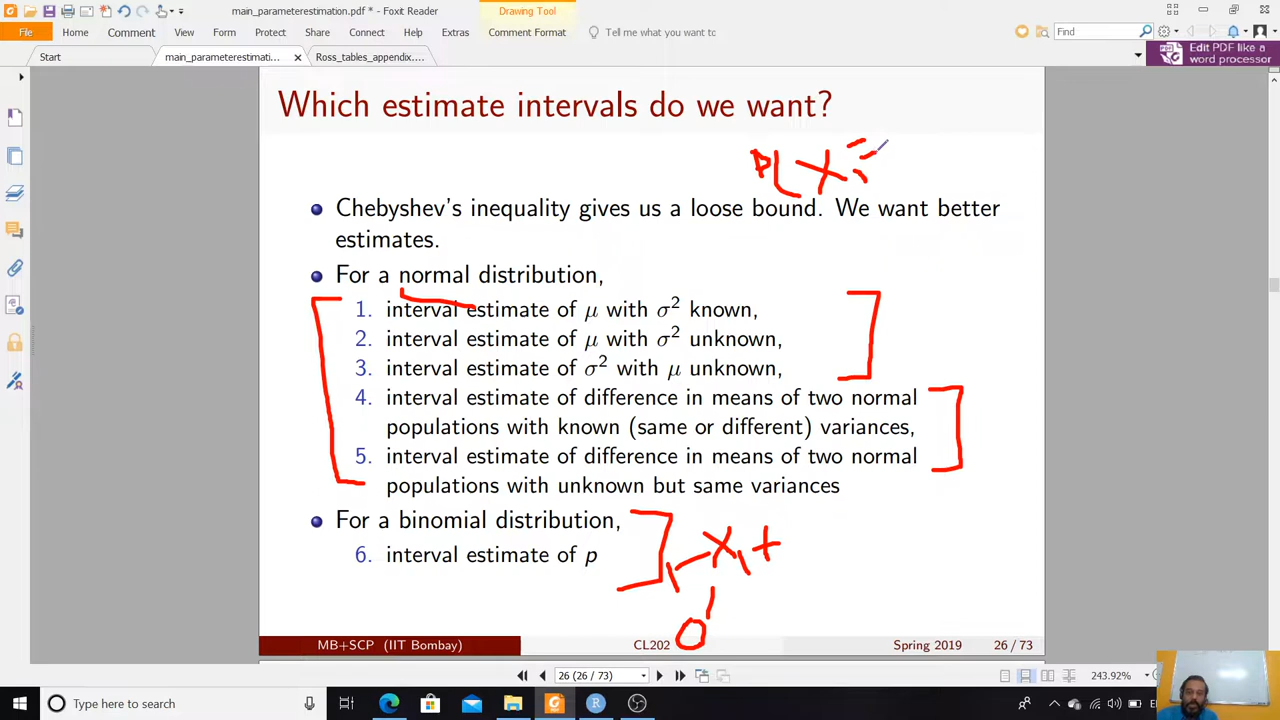 main_parameterestimation.pdf * - Foxit Reader
Drawing Tool
File Home Comment View Form Protect Share Connect Help Extras Comment Format Tell me what you want tc Find
Start main_parameterestimati... Ross_tables_appendix....
Edit PDF like a
word processor
Which estimate intervals do we want?
P( X =
Chebyshev's inequality gives us a loose bound. We want better
estimates.
For a normal distribution,
1. interval estimate of μ with σ² known,
2. interval estimate of μ with σ² unknown,
3. interval estimate of σ² with μ unknown,
4. interval estimate of difference in means of two normal
populations with known (same or different) variances,
5. interval estimate of difference in means of two normal
populations with unknown but same variances
For a binomial distribution,
6. interval estimate of p
1 X₁ +
0
MB+SCP (IIT Bombay) CL202 Spring 2019 26 / 73
26 (26 / 73) 243.92%
Type here to search